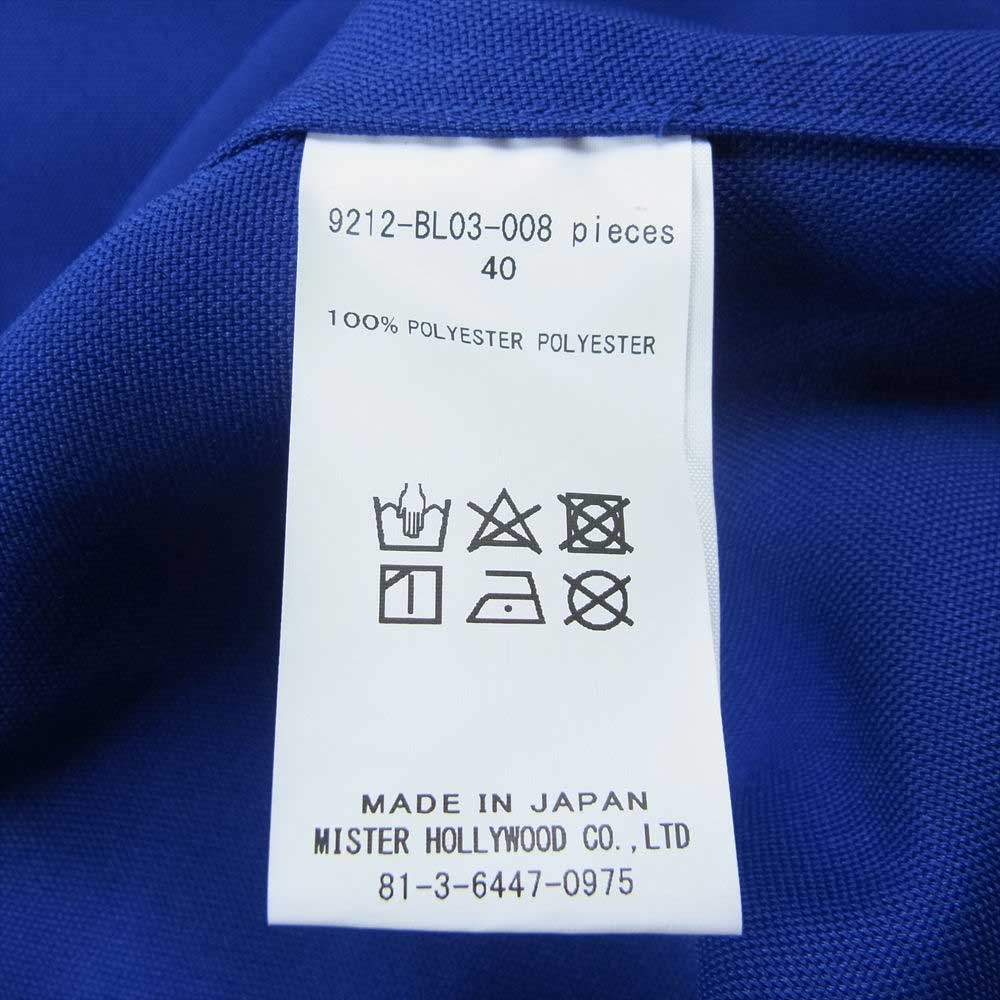 9212-BL03-008 pieces
40
100% POLYESTER POLYESTER
MADE IN JAPAN
MISTER HOLLYWOOD CO.,LTD
81-3-6447-0975